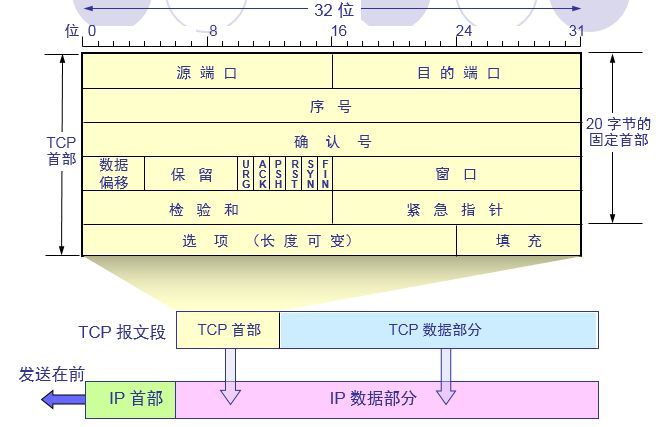 32 位
位 0 8 16 24 31
源 端 口 目 的 端 口
序 号
TCP
首部
20 字节的
固定首部
确 认 号
数据
偏移
保 留
URG
ACK
PSH
RST
SYN
FIN
窗 口
检 验 和 紧 急 指 针
选 项 （长 度 可 变） 填 充
TCP 报文段 TCP 首部 TCP 数据部分
发送在前
IP 首部 IP 数据部分